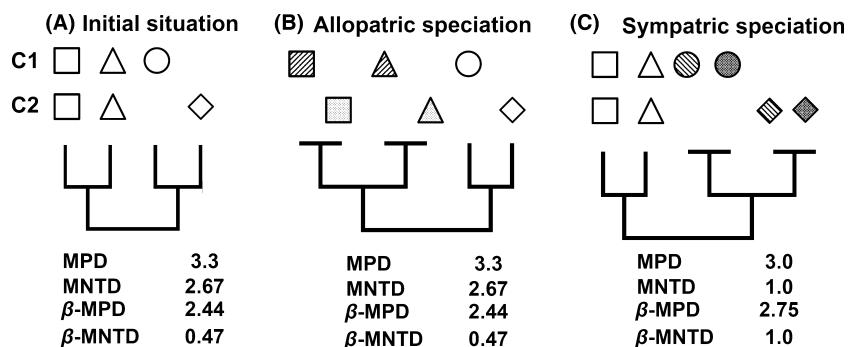 (A) Initial situation
(B) Allopatric speciation
(C) Sympatric speciation
C1
C2
MPD 3.3
MNTD 2.67
β-MPD 2.44
β-MNTD 0.47
MPD 3.3
MNTD 2.67
β-MPD 2.44
β-MNTD 0.47
MPD 3.0
MNTD 1.0
β-MPD 2.75
β-MNTD 1.0